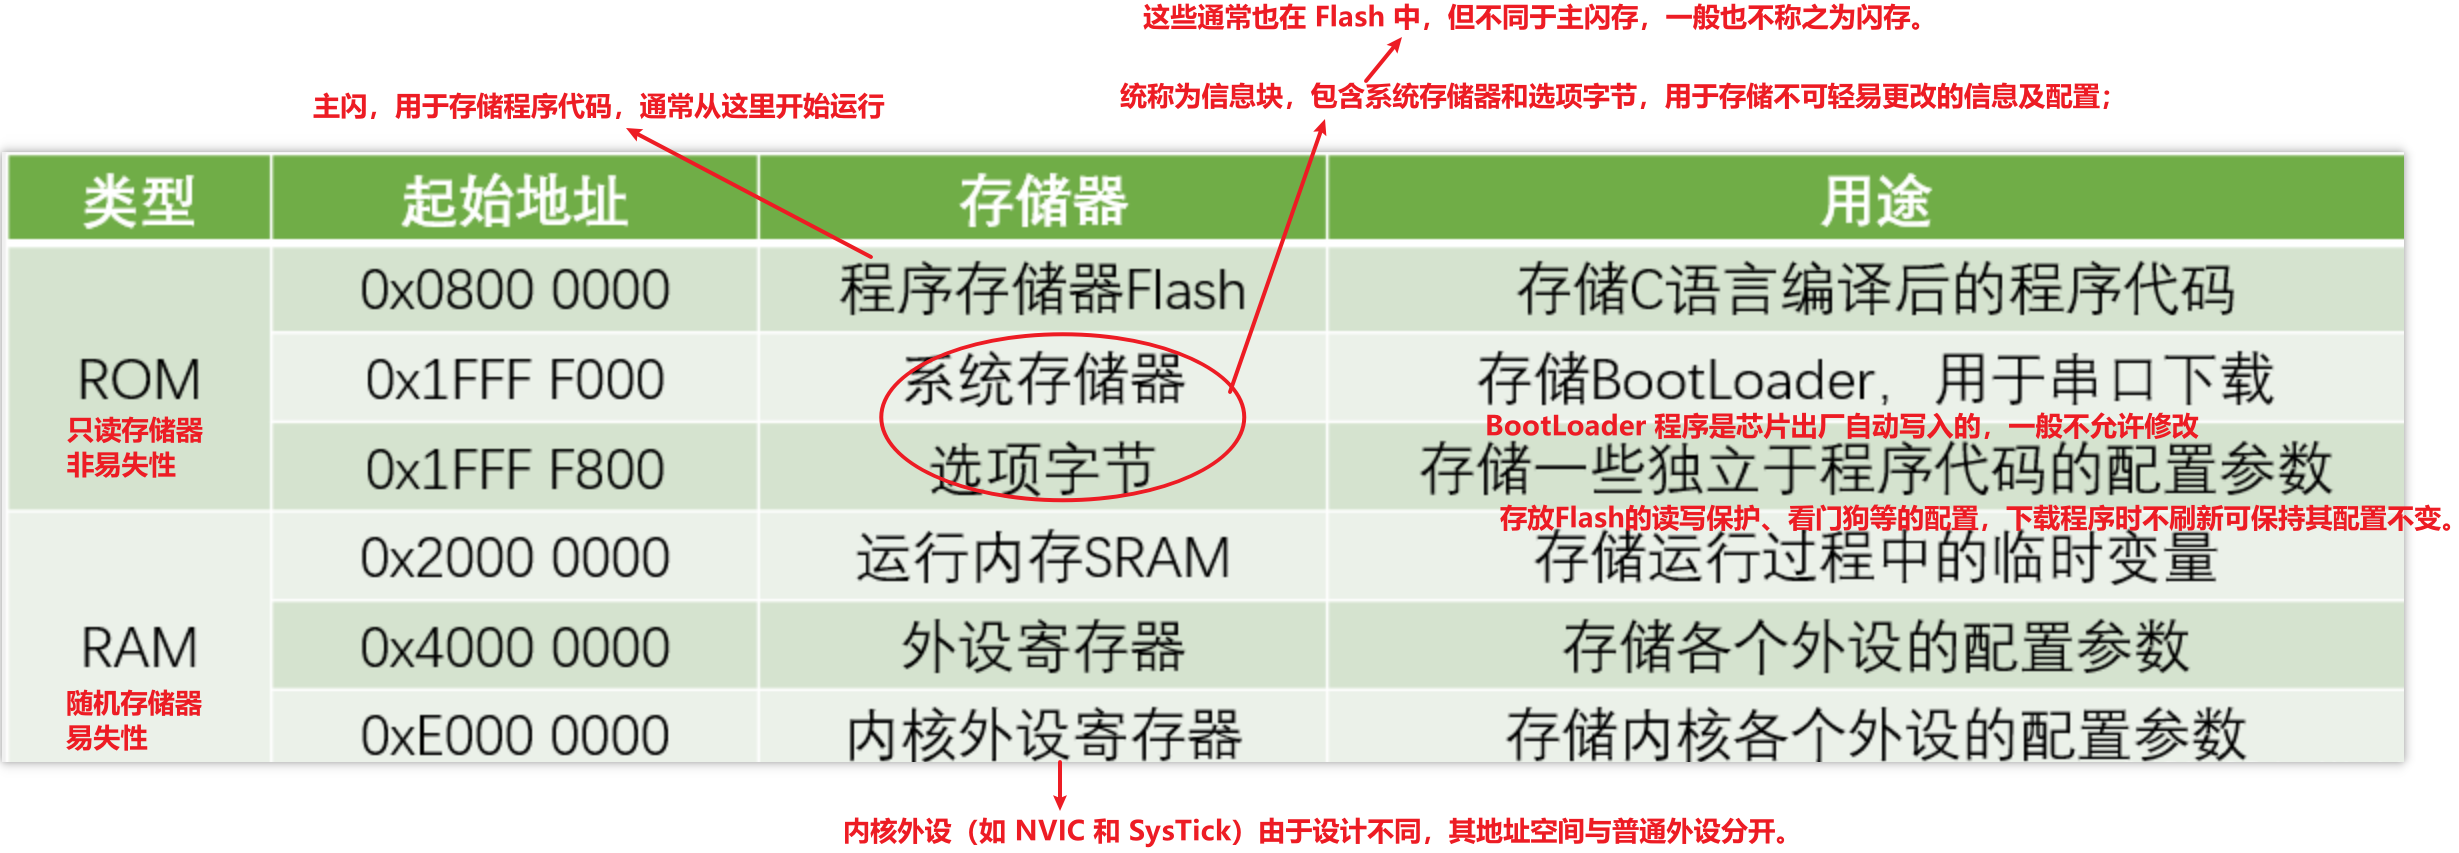 这些通常也在 Flash 中，但不同于主闪存，一般也不称之为闪存。
主闪，用于存储程序代码，通常从这里开始运行
统称为信息块，包含系统存储器和选项字节，用于存储不可轻易更改的信息及配置；
类型 起始地址 存储器 用途
0x0800 0000 程序存储器Flash 存储C语言编译后的程序代码
ROM 0x1FFF F000 系统存储器 存储BootLoader，用于串口下载
只读存储器
非易失性
BootLoader 程序是芯片出厂自动写入的，一般不允许修改
0x1FFF F800 选项字节 存储一些独立于程序代码的配置参数
存放Flash的读写保护、看门狗等的配置，下载程序时不刷新可保持其配置不变。
0x2000 0000 运行内存SRAM 存储运行过程中的临时变量
RAM 0x4000 0000 外设寄存器 存储各个外设的配置参数
随机存储器
易失性
0xE000 0000 内核外设寄存器 存储内核各个外设的配置参数
内核外设（如 NVIC 和 SysTick）由于设计不同，其地址空间与普通外设分开。